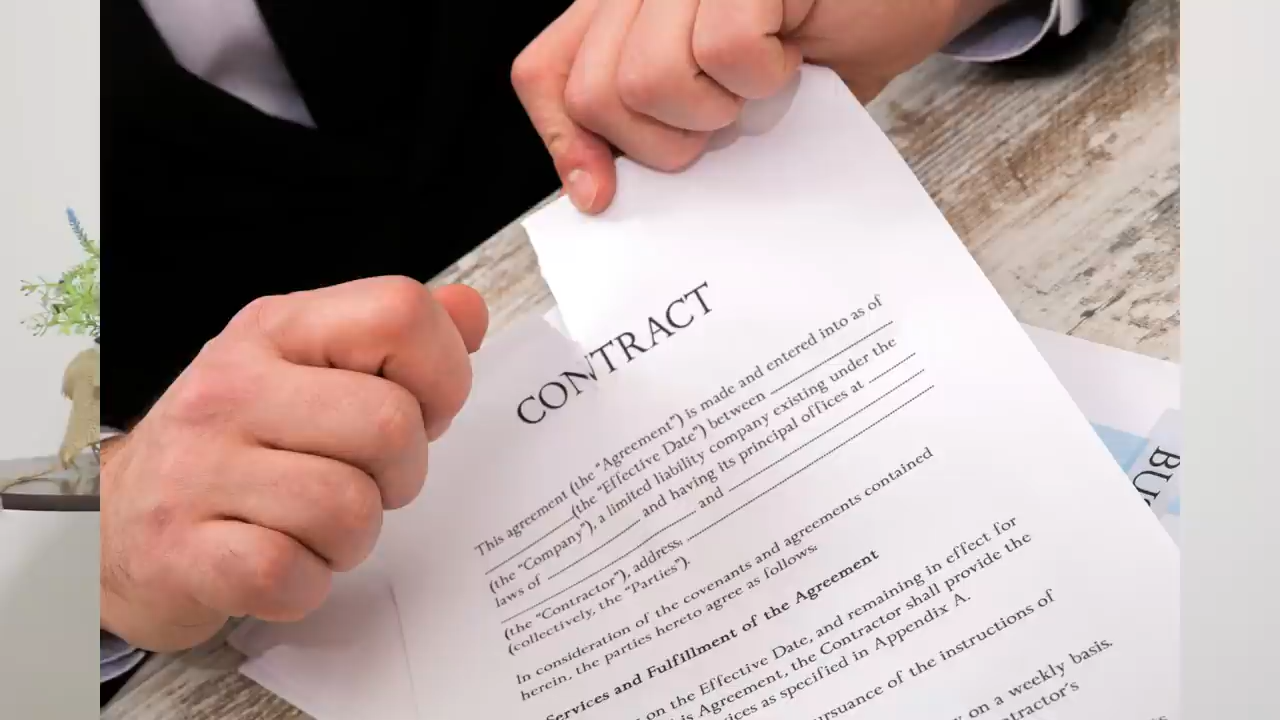 CONTRACT
This agreement (the "Agreement") is made and entered into as of
(the "Effective Date") between
(the "Company"), a limited liability company existing under the
laws of and having its principal offices at
and
(the "Contractor"), address:
(collectively, the "Parties").
In consideration of the covenants and agreements contained
herein, the parties hereto agree as follows:
Services and Fulfillment of the Agreement
on the Effective Date, and remaining in effect for
Agreement, the Contractor shall provide the
as specified in Appendix A.
of the instructions of
on a weekly basis.
BU